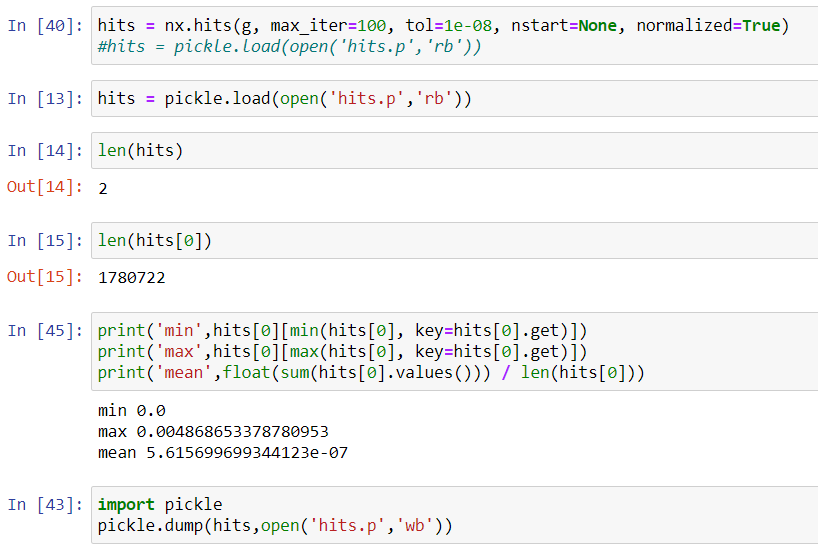 In [40]: hits = nx.hits(g, max_iter=100, tol=1e-08, nstart=None, normalized=True)
#hits = pickle.load(open('hits.p','rb'))
In [13]: hits = pickle.load(open('hits.p','rb'))
In [14]: len(hits)
Out[14]: 2
In [15]: len(hits[0])
Out[15]: 1780722
In [45]: print('min',hits[0][min(hits[0], key=hits[0].get)])
print('max',hits[0][max(hits[0], key=hits[0].get)])
print('mean',float(sum(hits[0].values())) / len(hits[0]))
min 0.0
max 0.004868653378780953
mean 5.615699699344123e-07
In [43]: import pickle
pickle.dump(hits,open('hits.p','wb'))